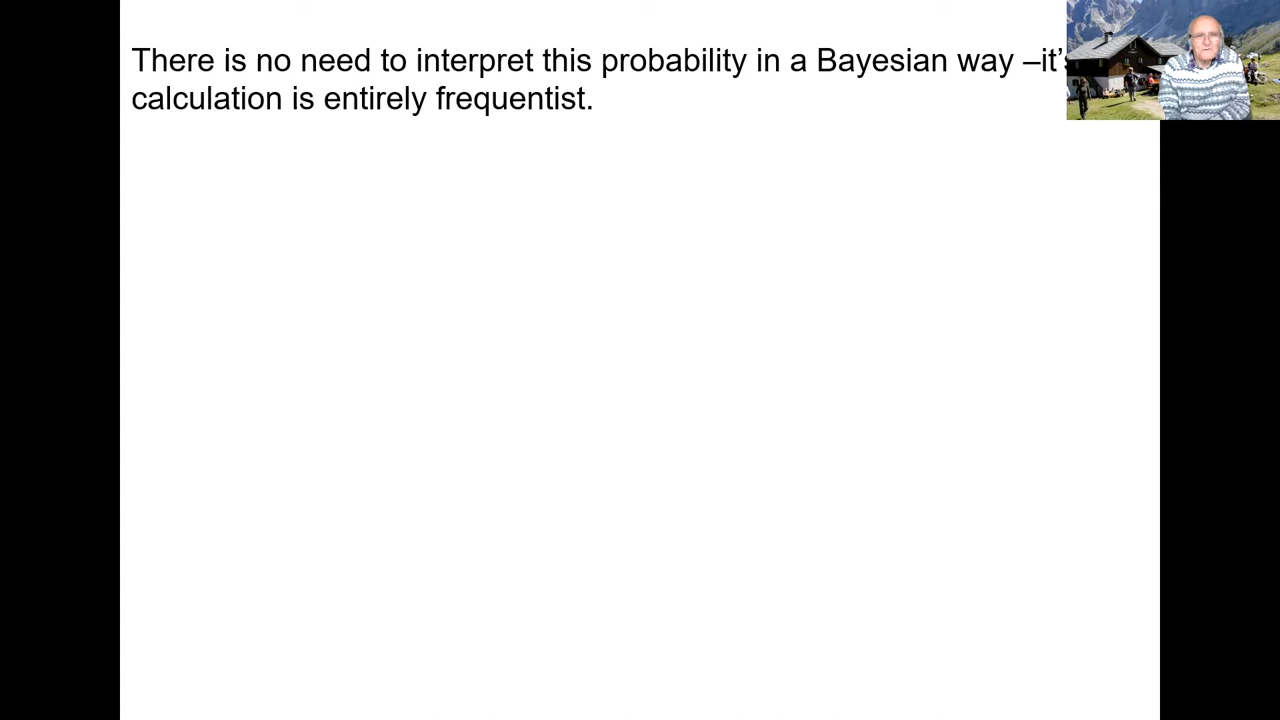 There is no need to interpret this probability in a Bayesian way –it’
calculation is entirely frequentist.